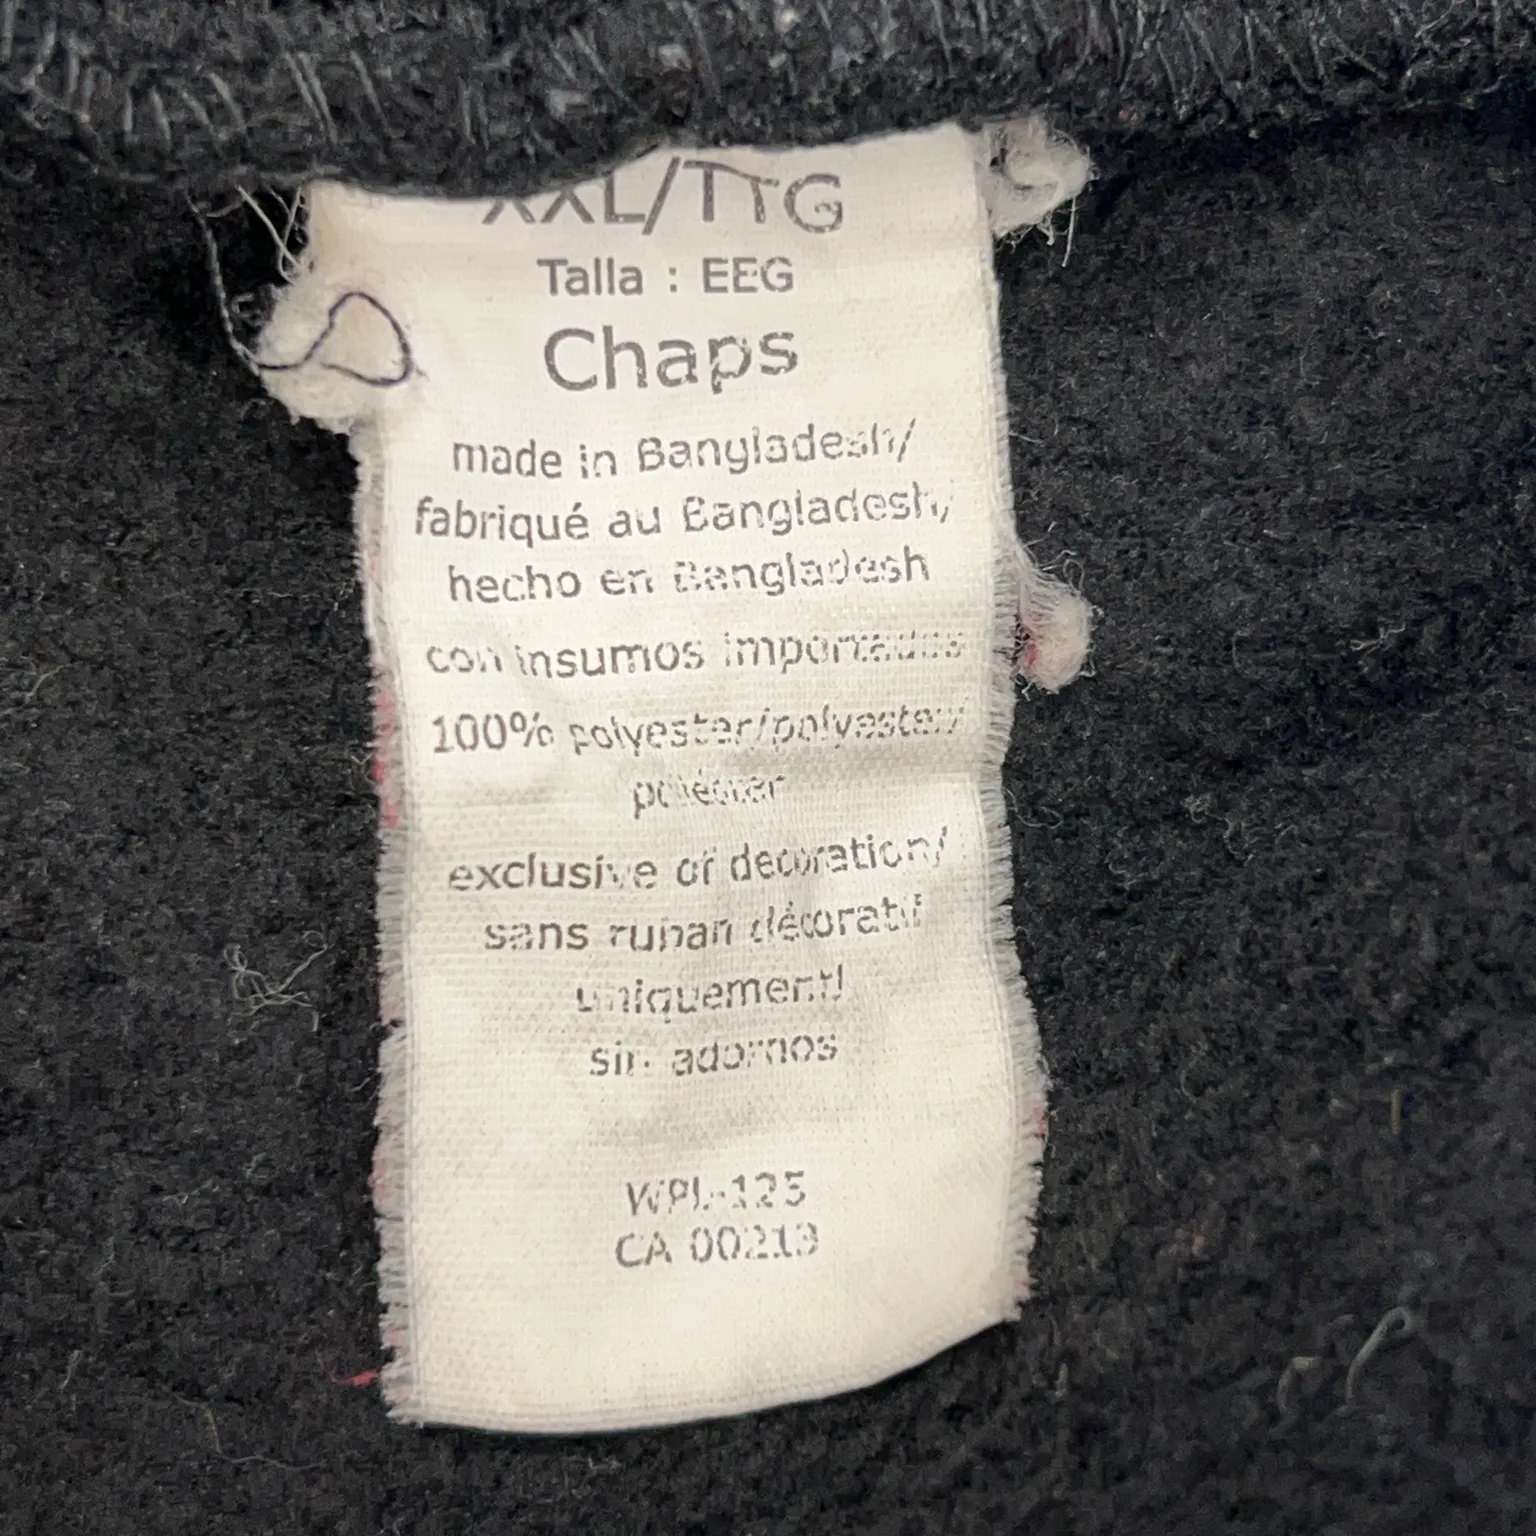 XXL/TTG
Talla : EEG
Chaps
made in Bangladesh/
fabriqué au Bangladesh/
hecho en Bangladesh
con insumos importados
100% polyester/polyester/
poliéster
exclusive of decoration/
sans ruban décoratif
uniquement/
sin adornos
WPL-125
CA 00213